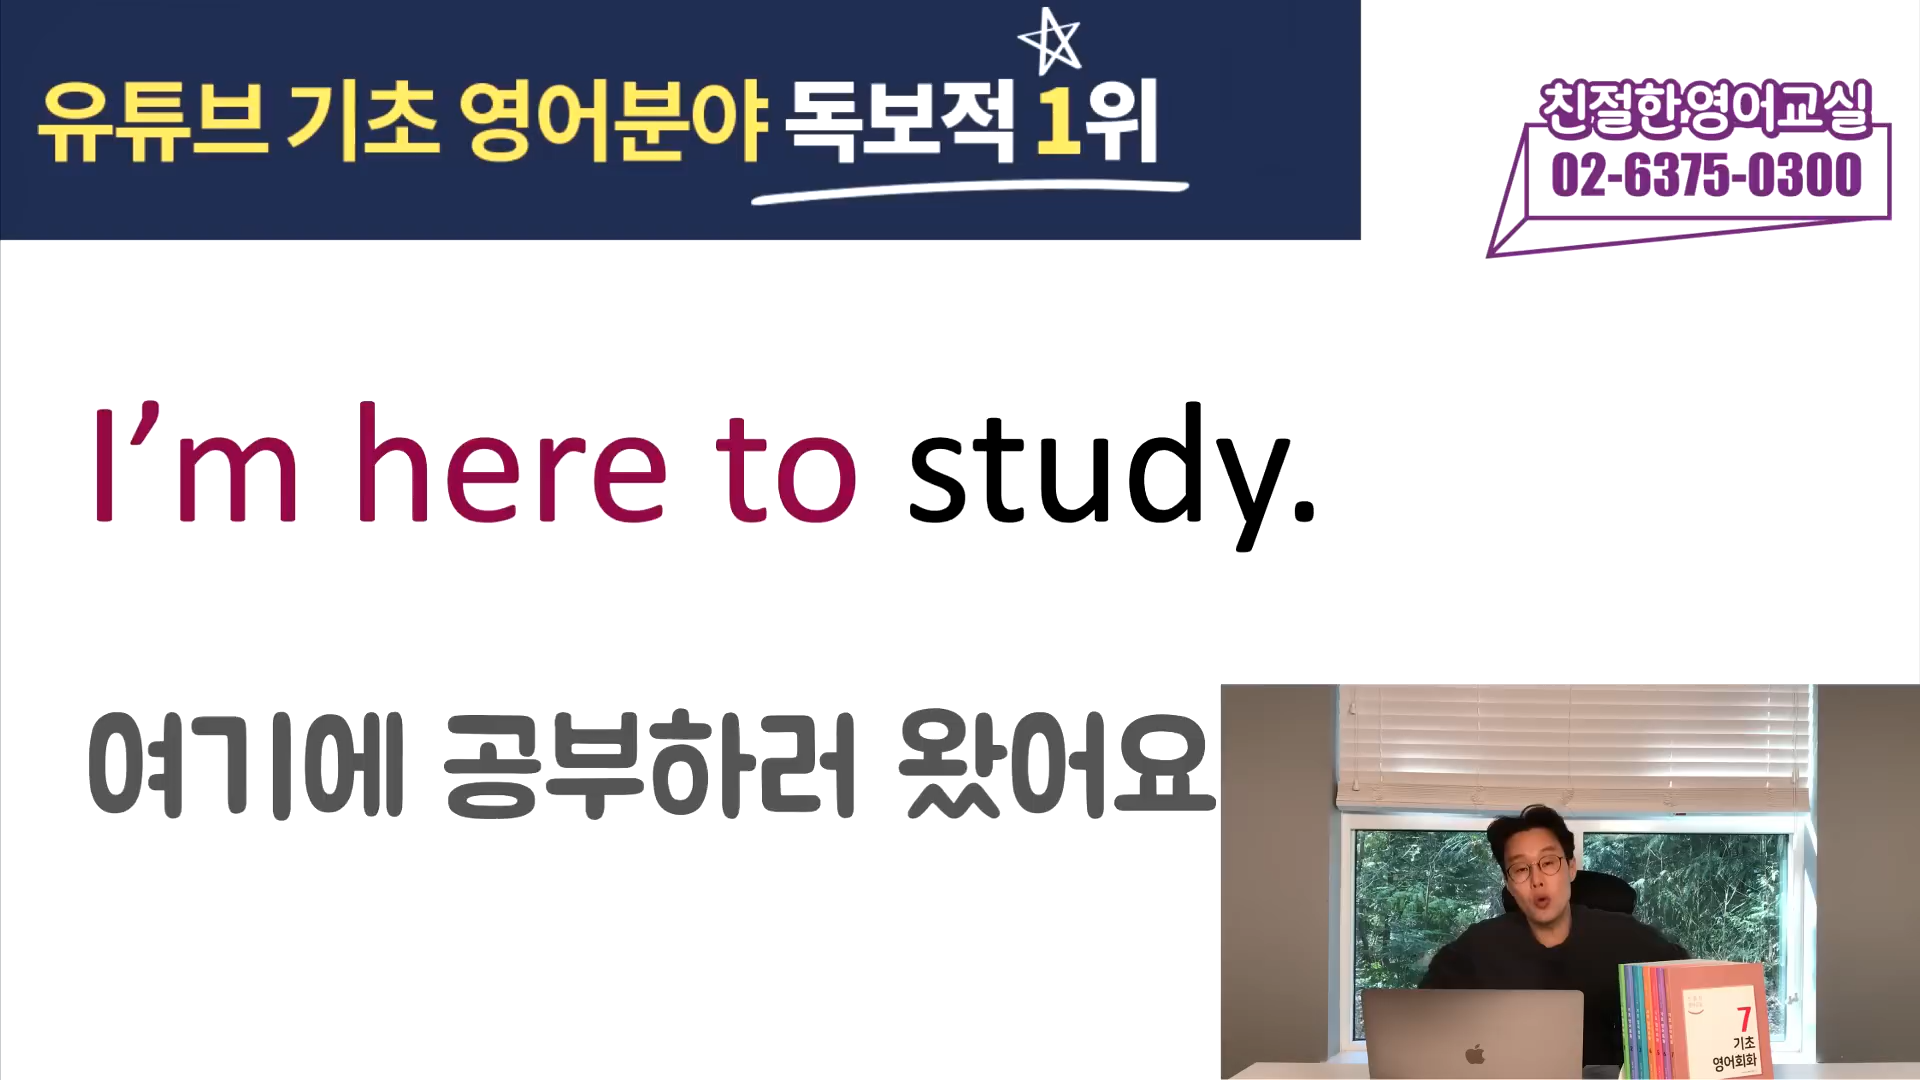 유튜브 기초 영어분야 독보적 1위
친절한영어교실
02-6375-0300
I’m here to study.
여기에 공부하러 왔어요
7
기초
영어회화